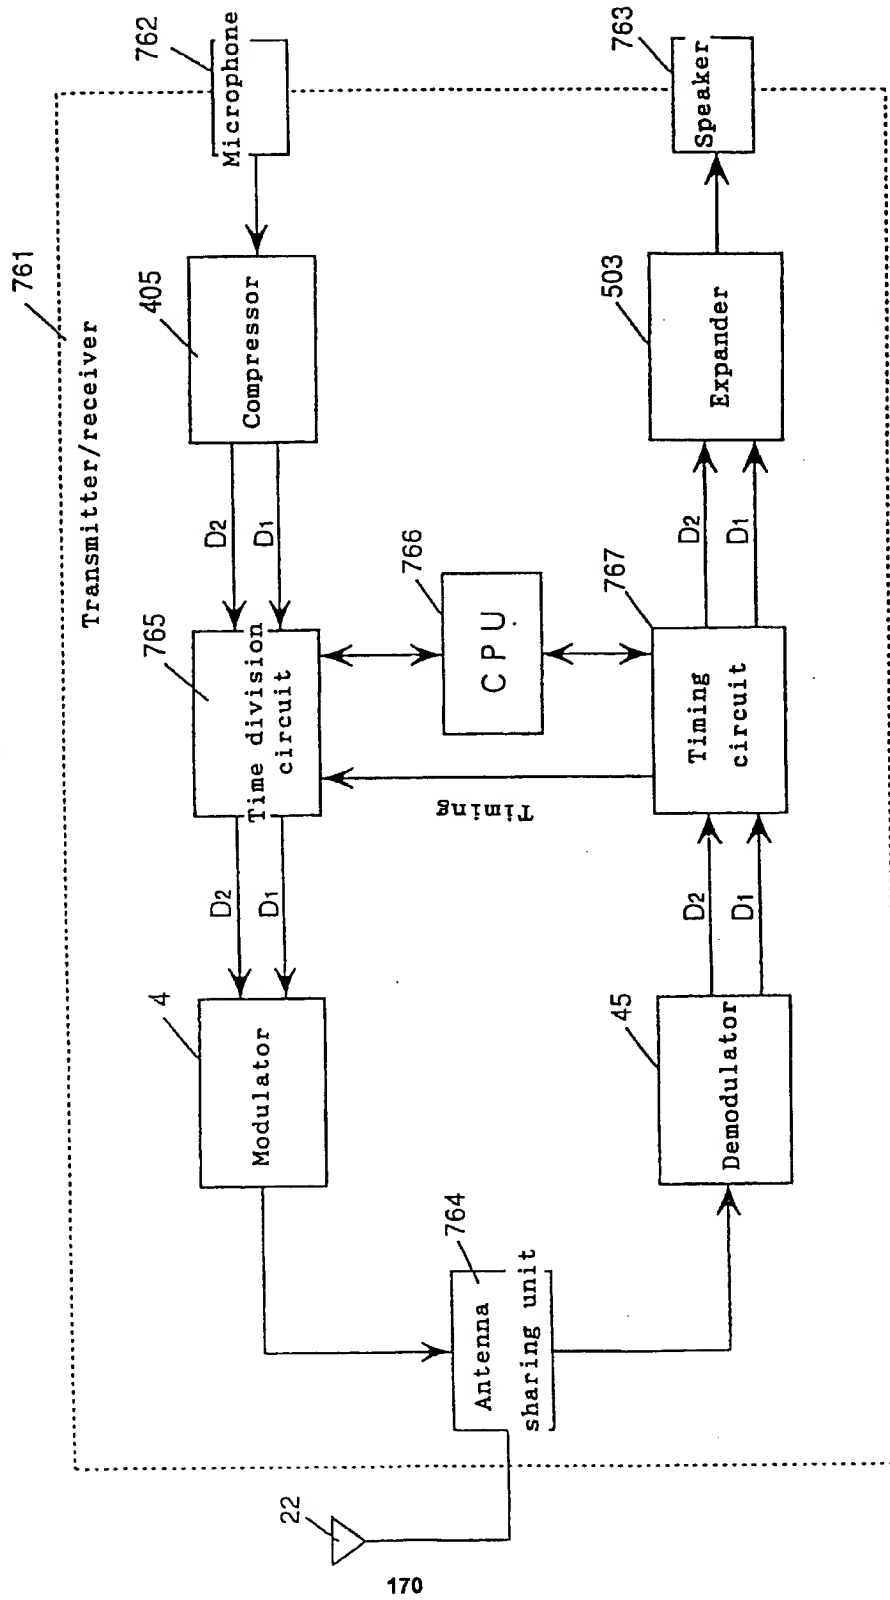 761
Transmitter/receiver
22
764
Antenna
sharing unit
4
Modulator
D2
D1
765
Time division
circuit
D2
D1
405
Compressor
762
Microphone
Timing
766
CPU
45
Demodulator
D2
D1
767
Timing
circuit
D2
D1
503
Expander
763
Speaker
170